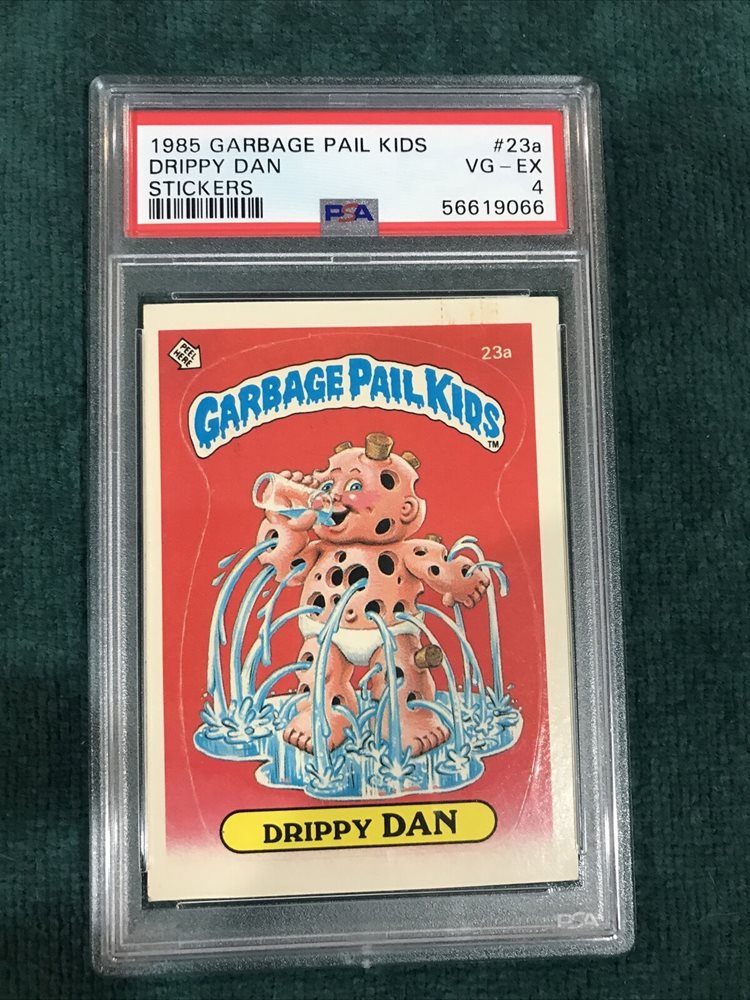 1985 GARBAGE PAIL KIDS #23a
DRIPPY DAN VG – EX
STICKERS 4
PSA 56619066
PEEL
HERE
23a
GARBAGE PAIL KIDS
TM
DRIPPY DAN
PSA